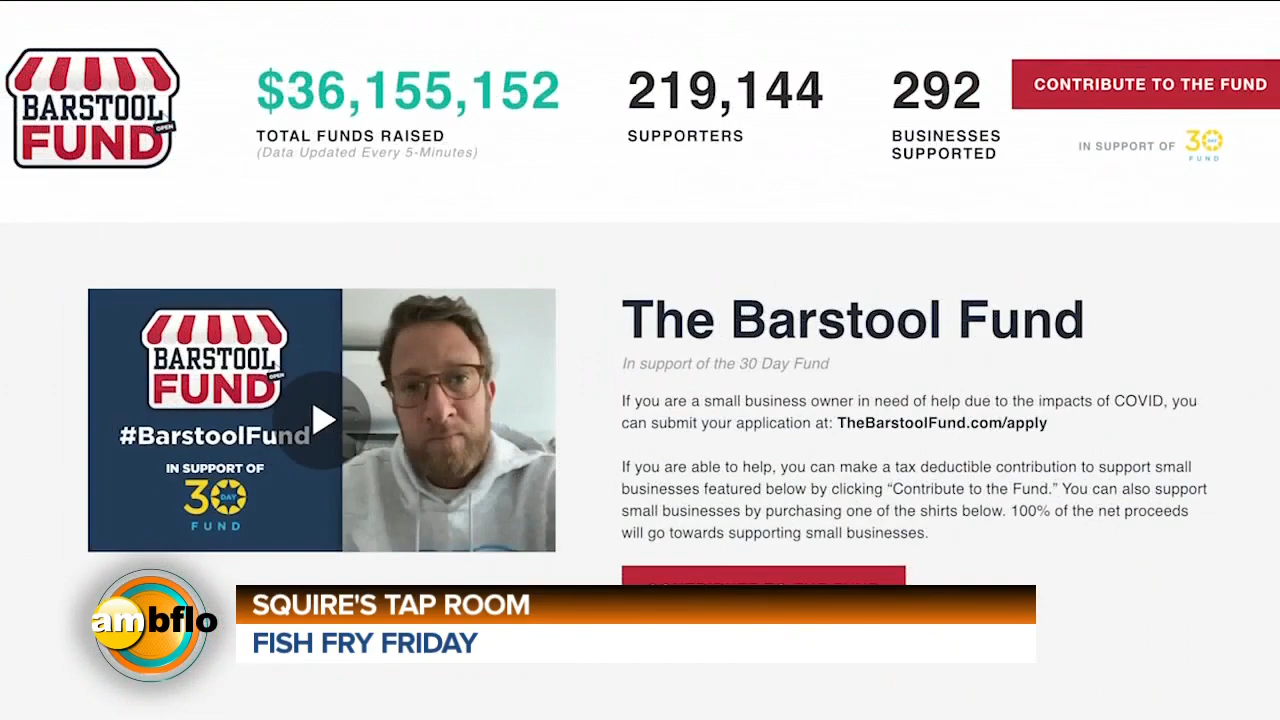 BARSTOOL
FUND
OPEN
$36,155,152
TOTAL FUNDS RAISED
(Data Updated Every 5-Minutes)
219,144
SUPPORTERS
292
BUSINESSES
SUPPORTED
CONTRIBUTE TO THE FUND
IN SUPPORT OF
30
DAY
FUND
BARSTOOL
FUND
OPEN
#BarstoolFund
IN SUPPORT OF
30
DAY
FUND
The Barstool Fund
In support of the 30 Day Fund
If you are a small business owner in need of help due to the impacts of COVID, you
can submit your application at: TheBarstoolFund.com/apply
If you are able to help, you can make a tax deductible contribution to support small
businesses featured below by clicking “Contribute to the Fund.” You can also support
small businesses by purchasing one of the shirts below. 100% of the net proceeds
will go towards supporting small businesses.
am bflo
SQUIRE'S TAP ROOM
FISH FRY FRIDAY